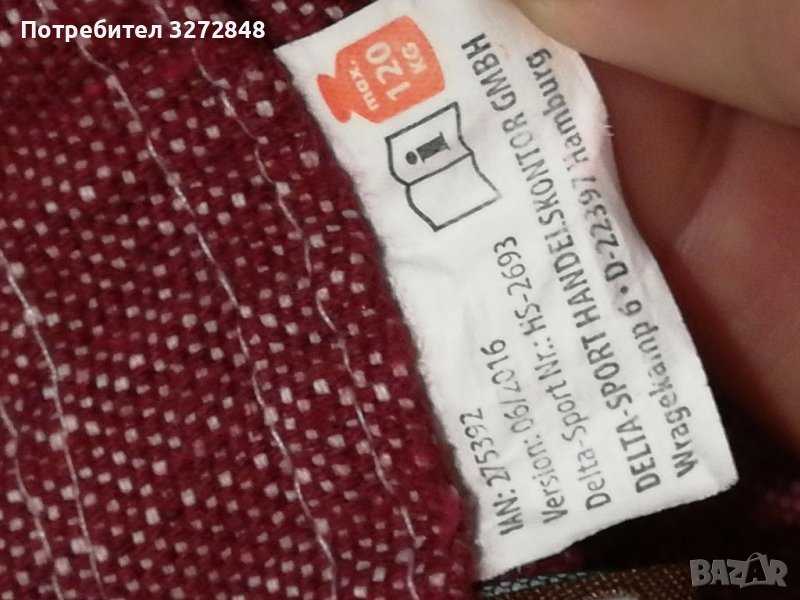 Потребител 3272848
max.
120
KG
i
IAN: 275392
Version: 06/2016
Delta-Sport Nr.: HS-2693
DELTA-SPORT HANDELSKONTOR GMBH
Wragekamp 6 • D-22397 Hamburg
BAZAR